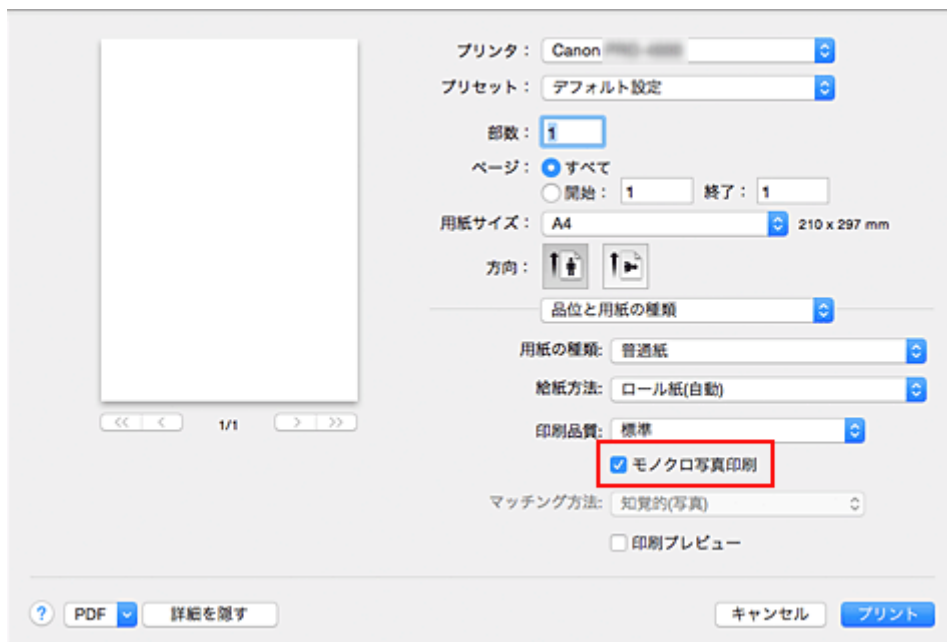 プリンタ： Canon
プリセット： デフォルト設定
部数： 1
ページ： すべて
開始： 1 終了： 1
用紙サイズ： A4 210 x 297 mm
方向：
品位と用紙の種類
用紙の種類: 普通紙
給紙方法: ロール紙(自動)
<< < 1/1 > >>
印刷品質: 標準
モノクロ写真印刷
マッチング方法: 知覚的(写真)
印刷プレビュー
? PDF 詳細を隠す キャンセル プリント